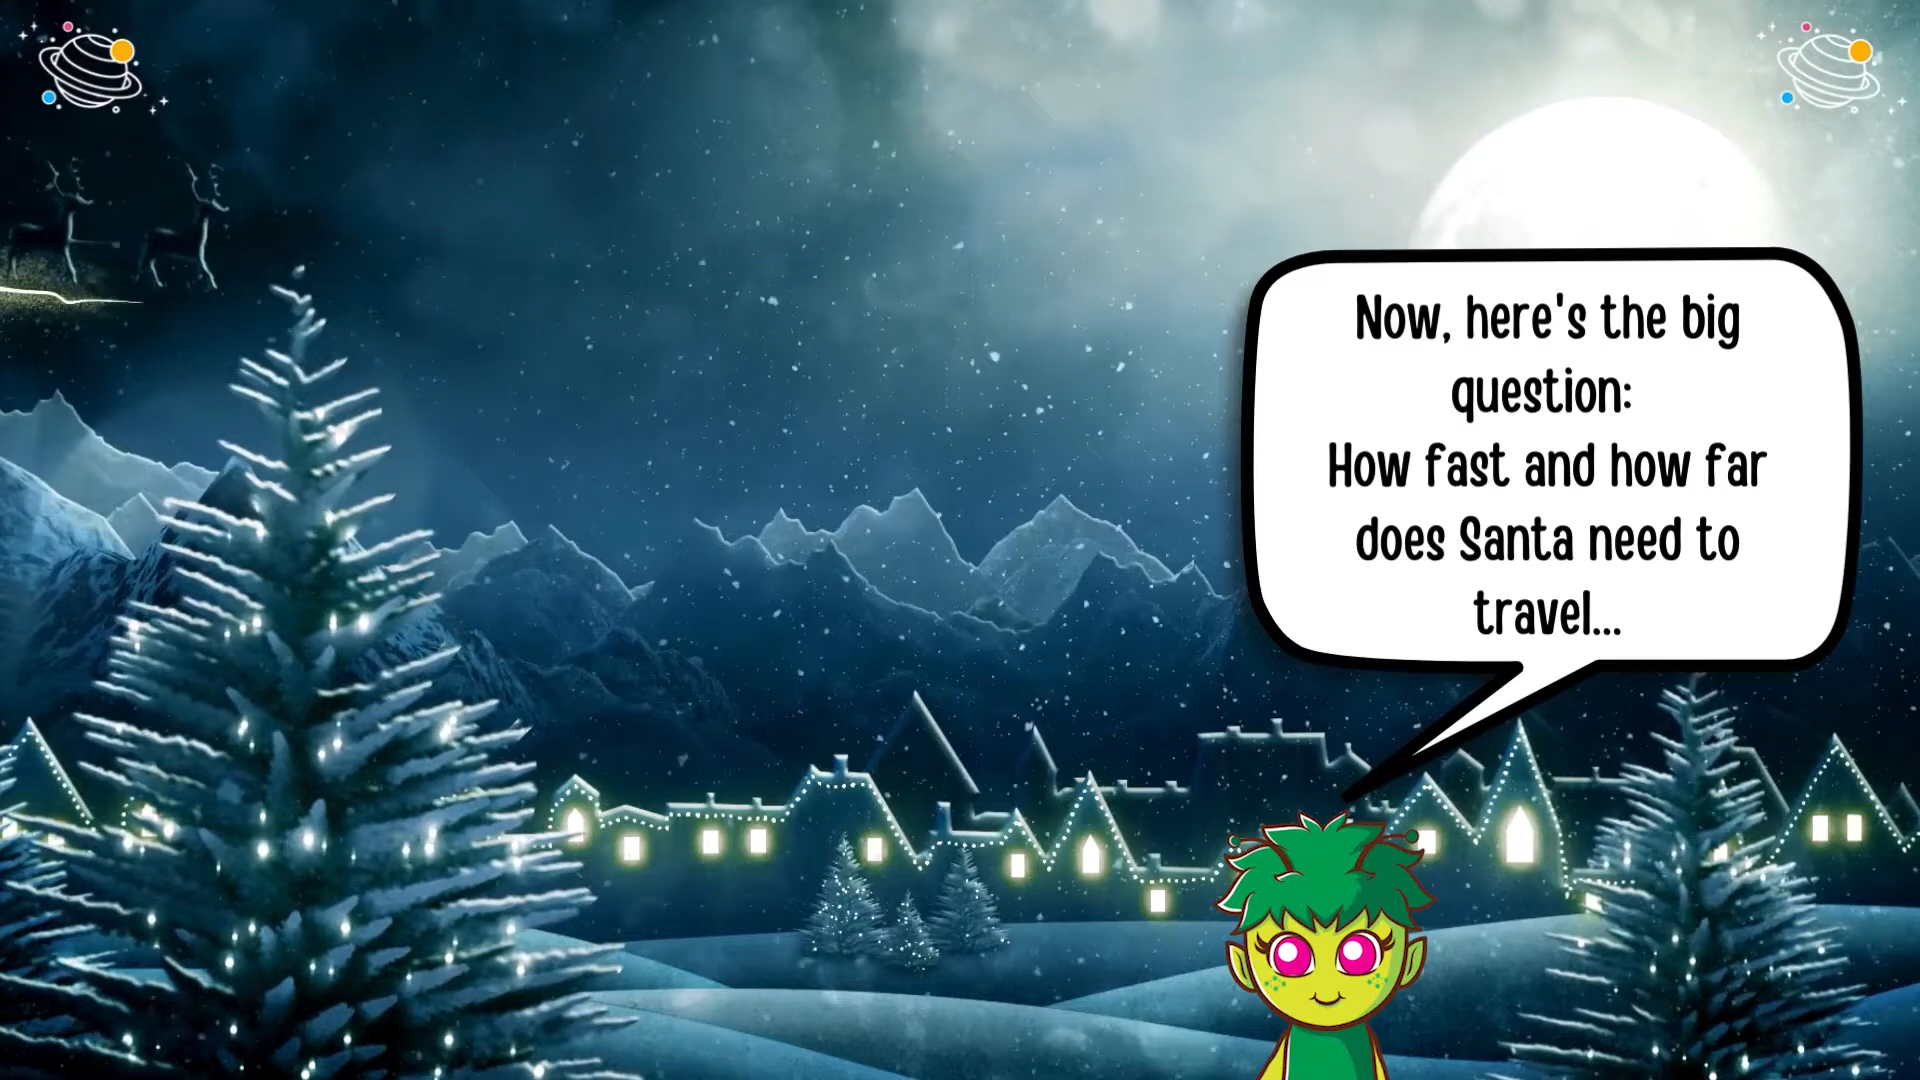 Now, here's the big
question:
How fast and how far
does Santa need to
travel...